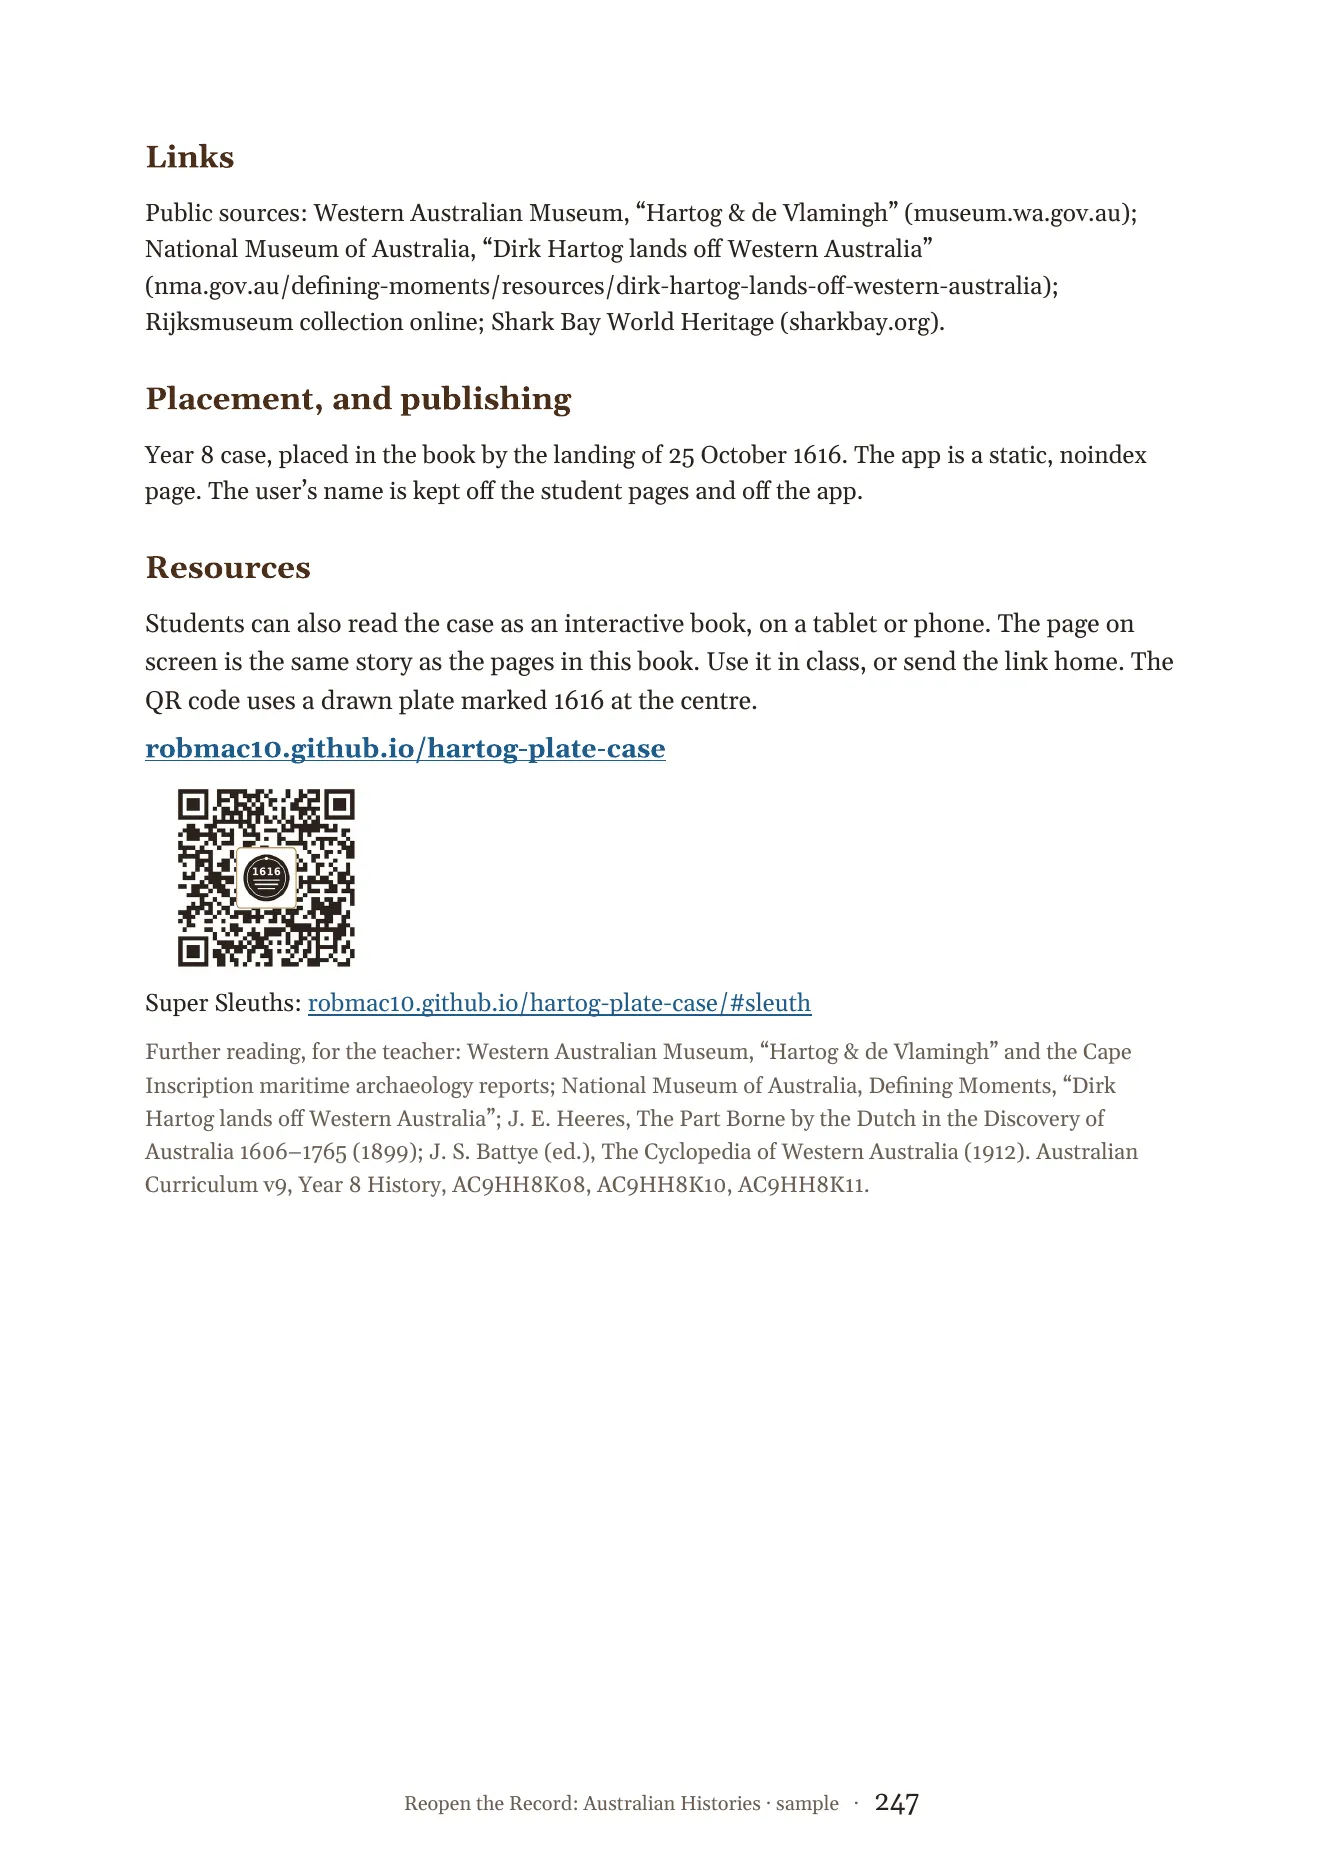 Links
Public sources: Western Australian Museum, “Hartog & de Vlamingh” (museum.wa.gov.au);
National Museum of Australia, “Dirk Hartog lands off Western Australia”
(nma.gov.au/defining-moments/resources/dirk-hartog-lands-off-western-australia);
Rijksmuseum collection online; Shark Bay World Heritage (sharkbay.org).
Placement, and publishing
Year 8 case, placed in the book by the landing of 25 October 1616. The app is a static, noindex
page. The user’s name is kept off the student pages and off the app.
Resources
Students can also read the case as an interactive book, on a tablet or phone. The page on
screen is the same story as the pages in this book. Use it in class, or send the link home. The
QR code uses a drawn plate marked 1616 at the centre.
robmac10.github.io/hartog-plate-case
1616
Super Sleuths: robmac10.github.io/hartog-plate-case/#sleuth
Further reading, for the teacher: Western Australian Museum, “Hartog & de Vlamingh” and the Cape
Inscription maritime archaeology reports; National Museum of Australia, Defining Moments, “Dirk
Hartog lands off Western Australia”; J. E. Heeres, The Part Borne by the Dutch in the Discovery of
Australia 1606–1765 (1899); J. S. Battye (ed.), The Cyclopedia of Western Australia (1912). Australian
Curriculum v9, Year 8 History, AC9HH8K08, AC9HH8K10, AC9HH8K11.
Reopen the Record: Australian Histories · sample · 247